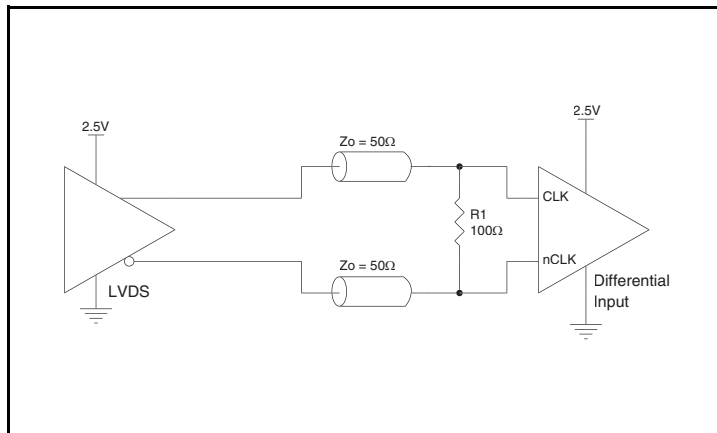 2.5V
2.5V
Zo = 50Ω
CLK
R1
100Ω
Zo = 50Ω
nCLK
LVDS
Differential
Input